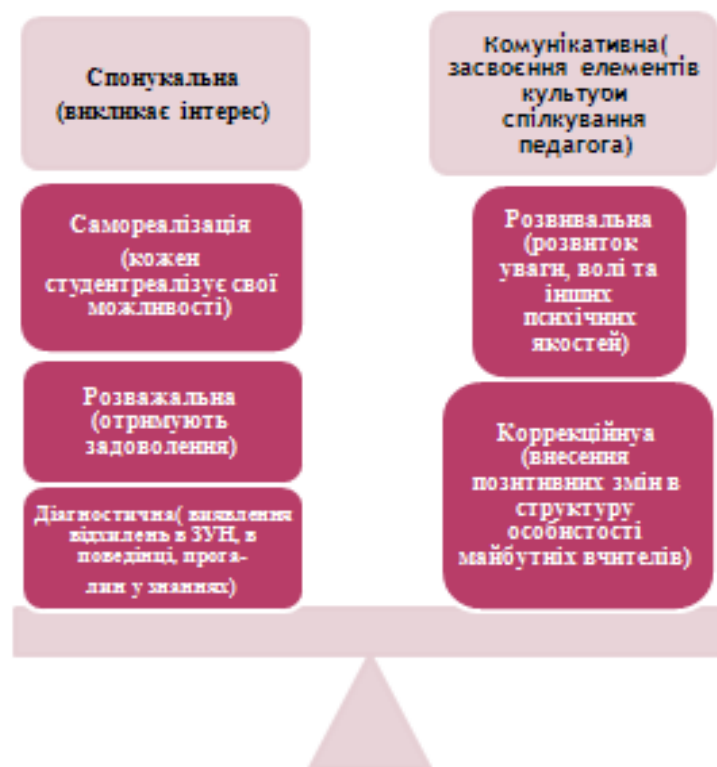 Спонукальна
(викликає інтерес)
Самореалізація
(кожен
студентреалізує свої
можливості)
Розважальна
(отримують
задоволення)
Діагностична( виявлення
відхилень в ЗУН, в
поведінці, прога-
лин у знаннях)
Комунікативна(
засвоєння елементів
культуои
спілкування
педагога)
Розвивальна
(розвиток
уваги, волі та
інших
психічних
якостей)
Коррекційнуа
(внесення
позитивних змін в
структуру
особистості
майбутніх вчителів)